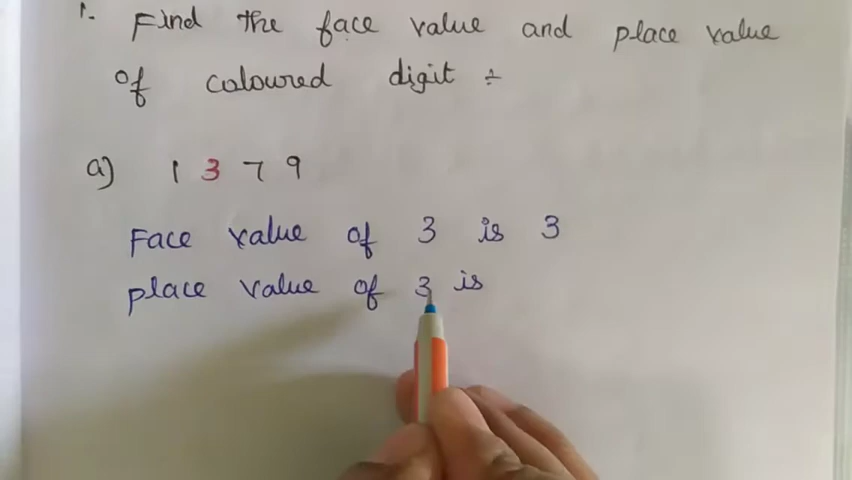 1. Find the face value and place value
of coloured digit ÷
a) 1 3 7 9
Face value of 3 is 3
place value of 3 is